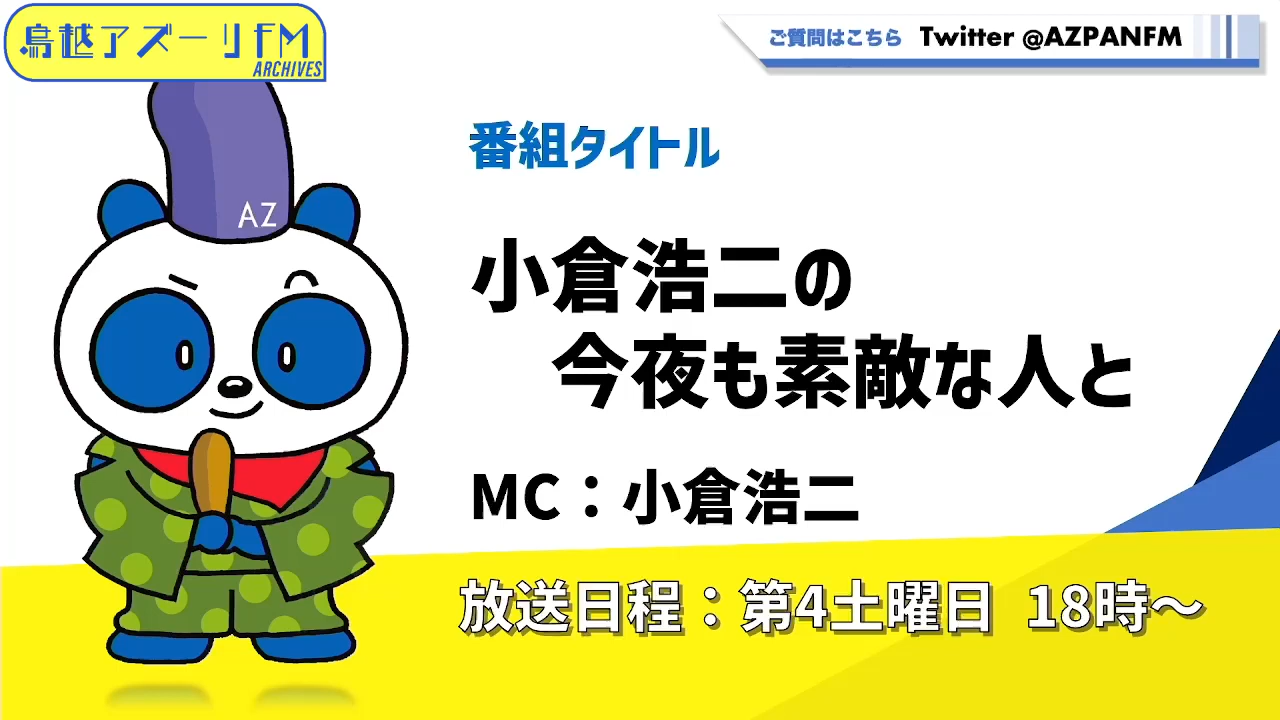 鳥越アズーリFM
ARCHIVES
ご質問はこちら Twitter @AZPANFM
AZ
番組タイトル
小倉浩二の
今夜も素敵な人と
MC：小倉浩二
放送日程：第4土曜日 18時～